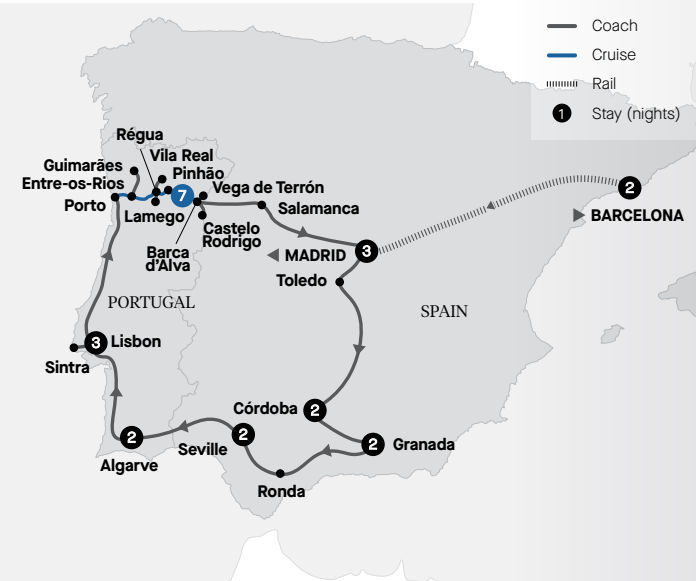 Coach
Cruise
Rail
1 Stay (nights)
Régua
Vila Real
Guimarães
Pinhão
Entre-os-Rios
7
Vega de Terrón
2
Porto
Lamego
Salamanca
BARCELONA
Castelo
Rodrigo
Barca
d'Alva
MADRID
3
Toledo
PORTUGAL
SPAIN
3
Lisbon
Sintra
Córdoba
2
2
Algarve
Seville
2
2
Granada
Ronda